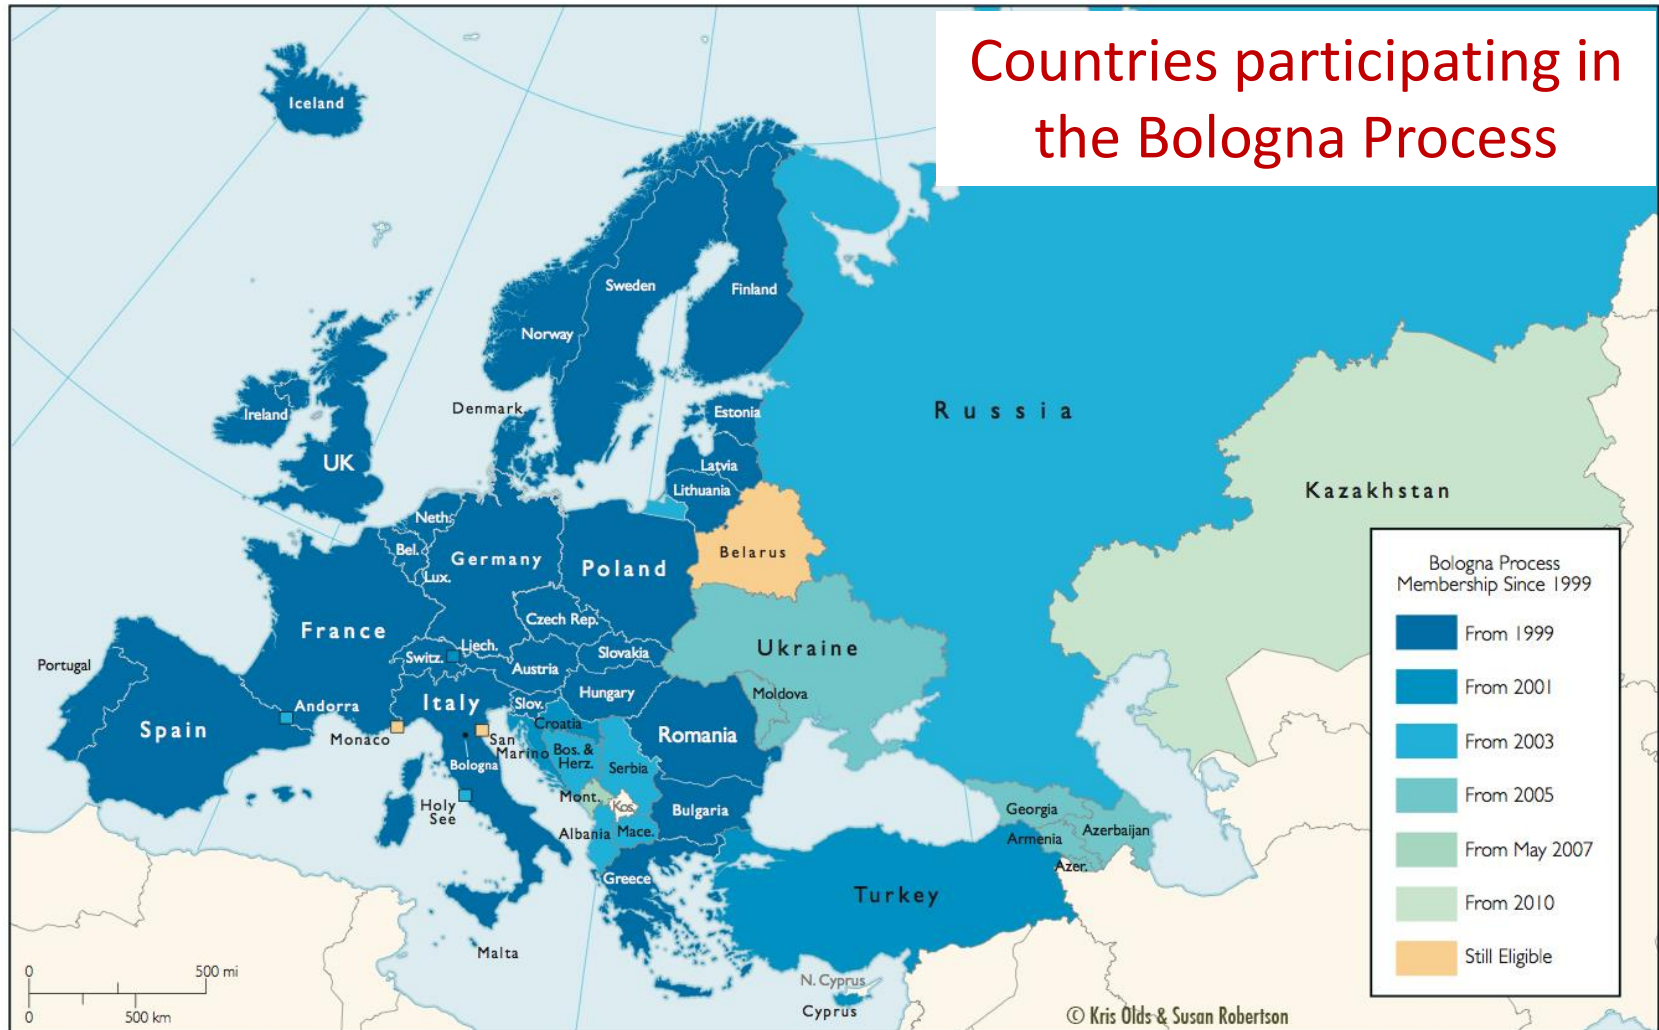 Countries participating in
the Bologna Process
Iceland
Sweden
Finland
Norway
Denmark
Estonia
Russia
Ireland
Latvia
UK
Lithuania
Kazakhstan
Neth.
Bel.
Germany
Poland
Belarus
Lux.
Czech Rep.
France
Ukraine
Liech.
Switz.
Slovakia
Austria
Portugal
Hungary
Moldova
Andorra
Italy
Slov.
Spain
Croatia
Romania
Monaco
San
Marino
Bos. &
Herz.
Bologna
Serbia
Mont.
Kos.
Holy
See
Bulgaria
Albania
Mace.
Georgia
Armenia
Azerbaijan
Azer.
Greece
Turkey
Malta
N. Cyprus
Cyprus
Bologna Process
Membership Since 1999
From 1999
From 2001
From 2003
From 2005
From May 2007
From 2010
Still Eligible
0 500 mi
0 500 km
© Kris Olds & Susan Robertson